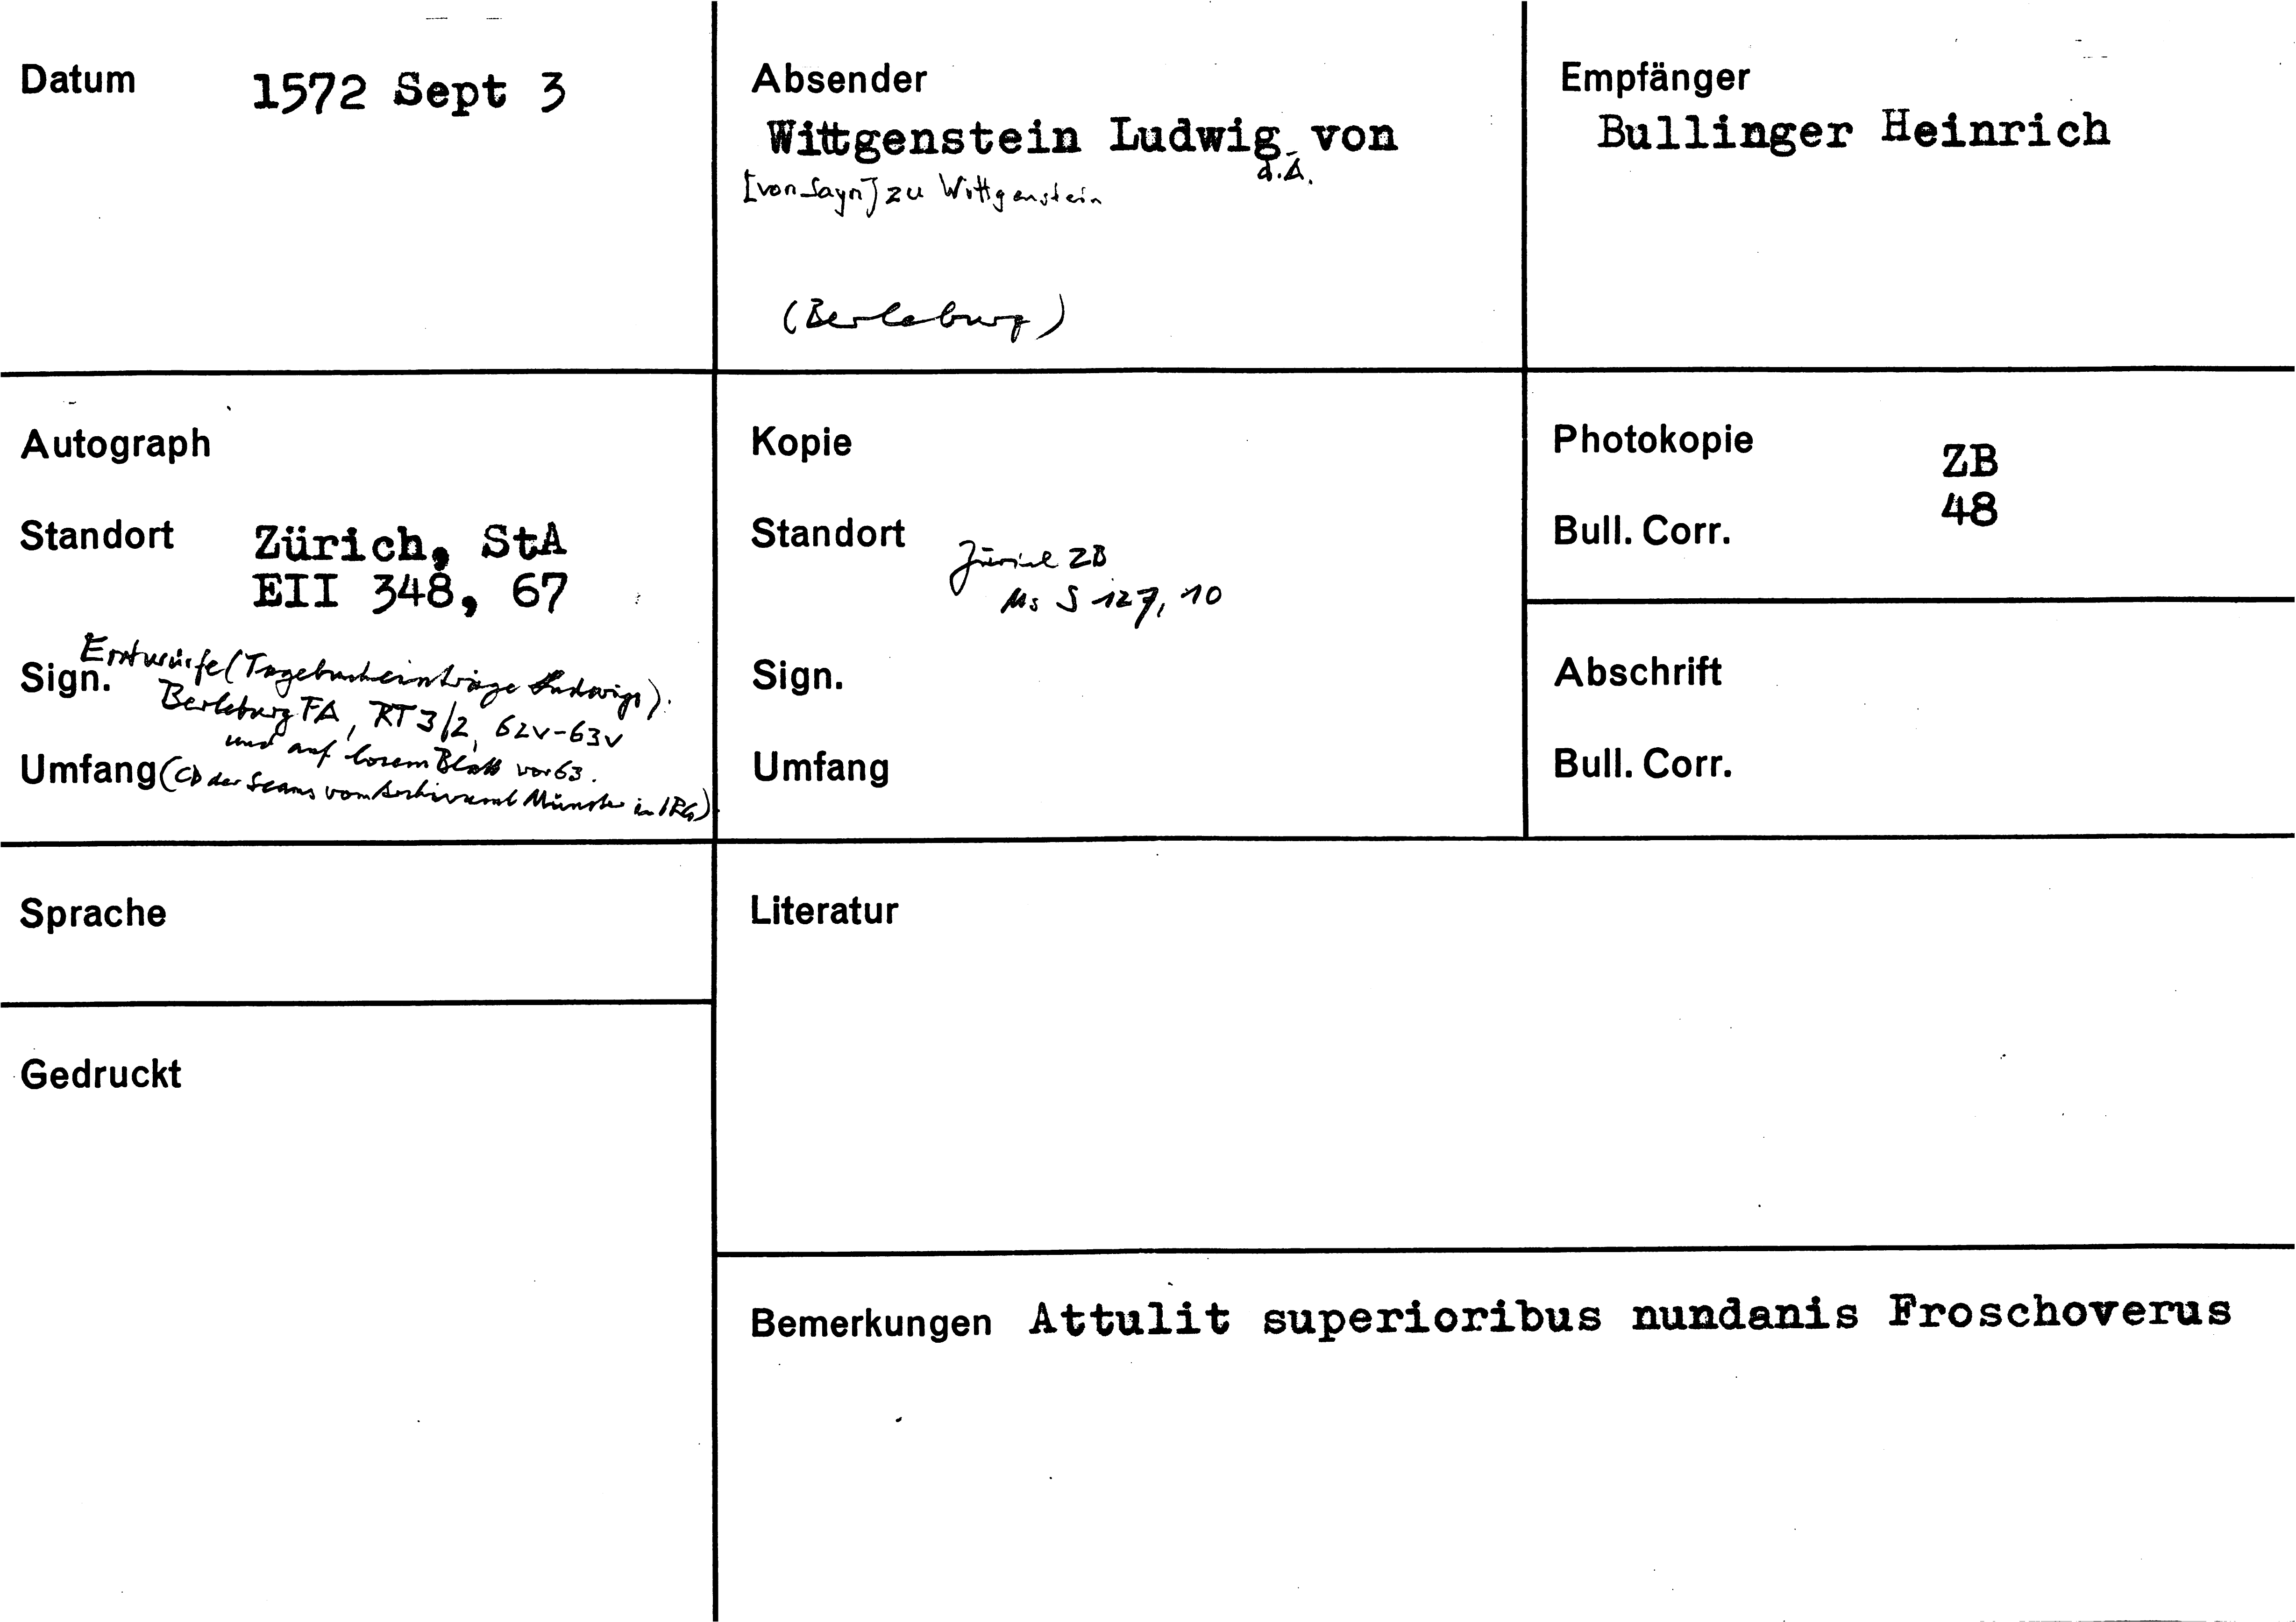 Datum 1572 Sept 3
Absender
Wittgenstein Ludwig von
d.Ä.
[von Sayn] zu Wittgenstein
(Berleburg)
Empfänger
Bullinger Heinrich
Autograph
Standort Zürich, StA
EII 348, 67
Sign. Entwürfe (Tagebucheinträge Ludwigs).
Berleburg FA, RT 3/2, 62v-63v
und auf losem Blatt vor 63.
Umfang (CD der Scans vom Archivamt Münster in IRG)
Kopie
Standort Zürich ZB
Ms S 127, 10
Sign.
Umfang
Photokopie ZB
Bull. Corr. 48
Abschrift
Bull. Corr.
Sprache
Gedruckt
Literatur
Bemerkungen Attulit superioribus nundanis Froschoverus